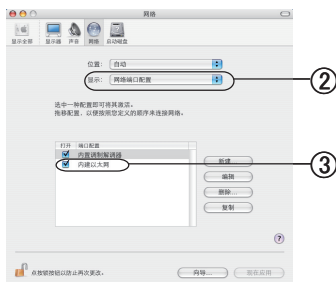 网络
显示全部 显示器 声音 网络 启动磁盘
位置: 自动
显示: 网络端口配置
②
选中一种配置即可将其激活。
拖移配置,以便按照您定义的顺序来连接网络。
打开 端口配置
内置调制解调器
内建以太网
③
新建...
编辑
删除...
复制
?
点按锁按钮以防止再次更改。
向导... 现在应用